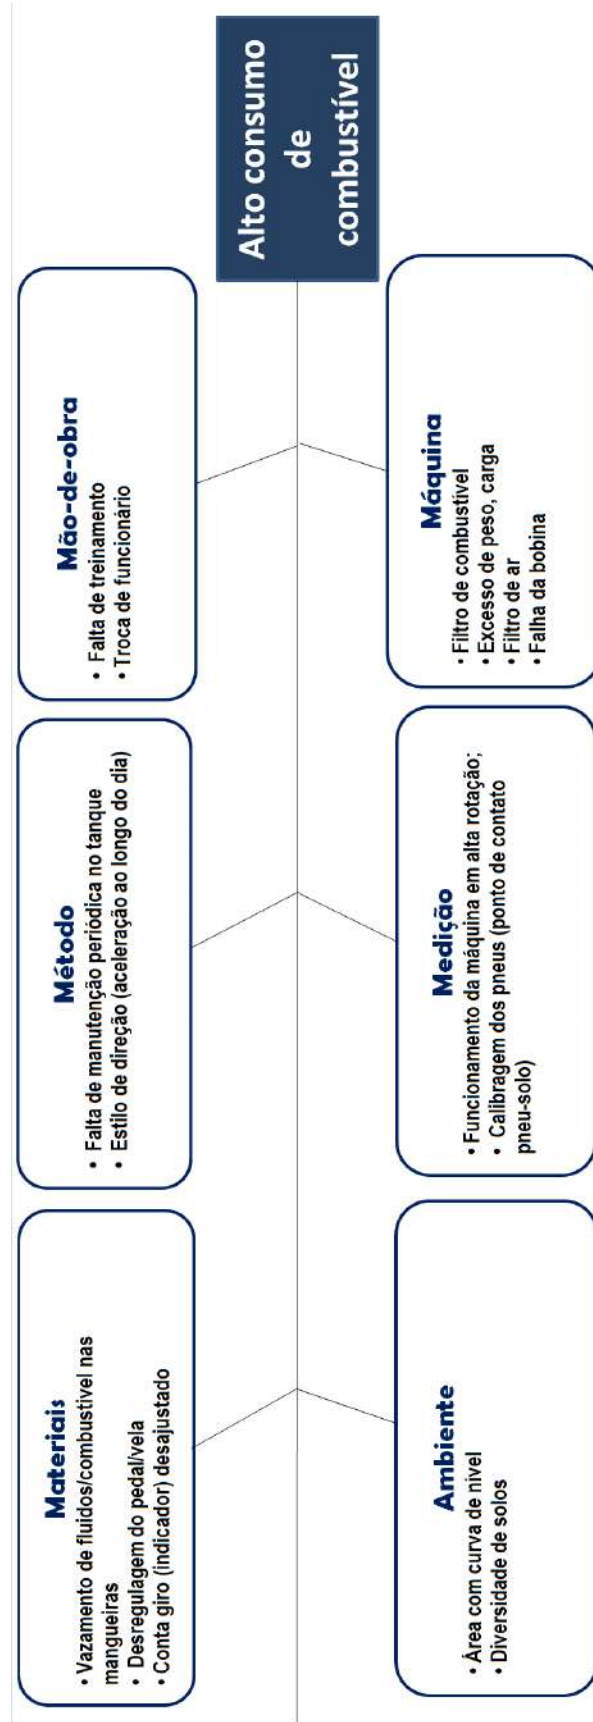 Materiais
• Vazamento de fluidos/combustivel nas
mangueiras
• Desregulagem do pedal/vela
• Conta giro (indicador) desajustado
Método
• Falta de manutenção periódica no tanque
• Estilo de direção (aceleração ao longo do dia)
Mão-de-obra
• Falta de treinamento
• Troca de funcionário
Alto consumo
de
combustível
Ambiente
• Área com curva de nível
• Diversidade de solos
Medição
• Funcionamento da máquina em alta rotação;
• Calibragem dos pneus (ponto de contato
pneu-solo)
Máquina
• Filtro de combustível
• Excesso de peso, carga
• Filtro de ar
• Falha da bobina